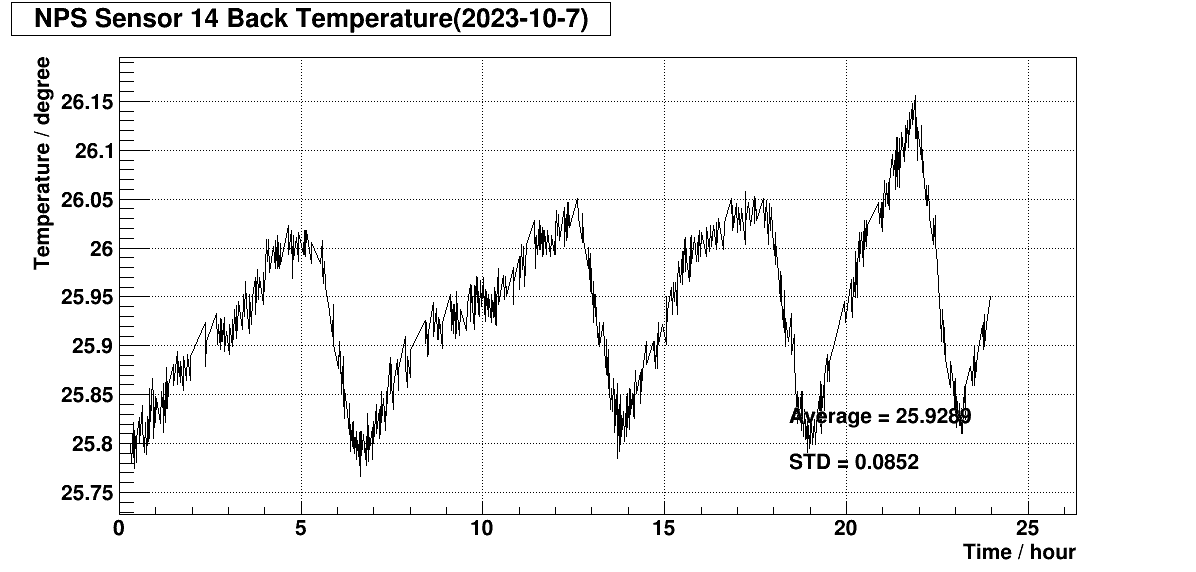 NPS Sensor 14 Back Temperature(2023-10-7)
Temperature / degree
26.15
26.1
26.05
26
25.95
25.9
25.85
25.8
25.75
Average = 25.9289
STD = 0.0852
0 5 10 15 20 25
Time / hour